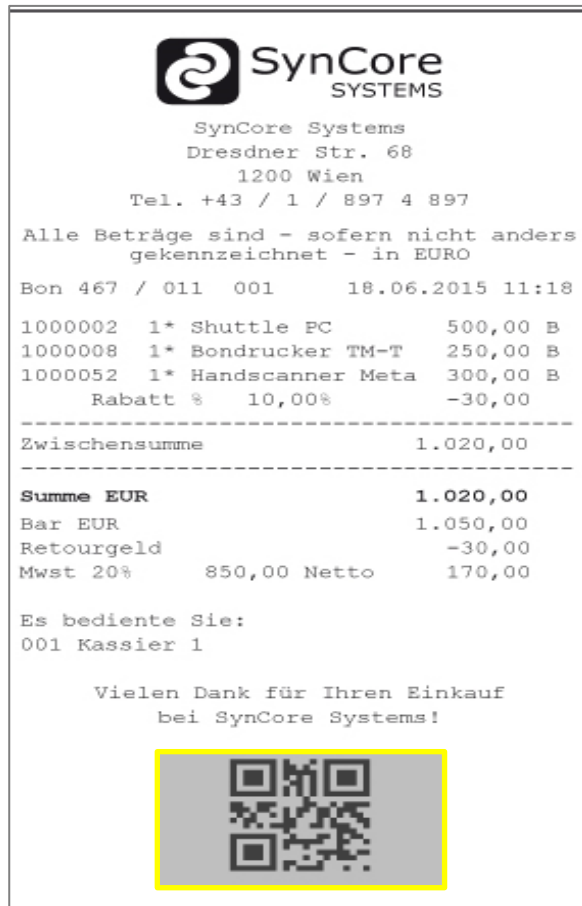 SynCore
SYSTEMS
SynCore Systems
Dresdner Str. 68
1200 Wien
Tel. +43 / 1 / 897 4 897
Alle Beträge sind - sofern nicht anders
gekennzeichnet - in EURO
Bon 467 / 011 001 18.06.2015 11:18
1000002 1* Shuttle PC 500,00 B
1000008 1* Bondrucker TM-T 250,00 B
1000052 1* Handscanner Meta 300,00 B
Rabatt % 10,00% -30,00
Zwischensumme 1.020,00
Summe EUR 1.020,00
Bar EUR 1.050,00
Retourgeld -30,00
Mwst 20% 850,00 Netto 170,00
Es bediente Sie:
001 Kassier 1
Vielen Dank für Ihren Einkauf
bei SynCore Systems!